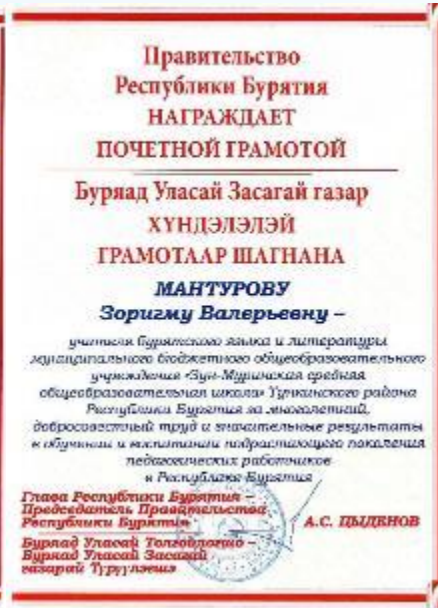 Правительство
Республики Бурятия
НАГРАЖДАЕТ
ПОЧЕТНОЙ ГРАМОТОЙ
Буряад Уласай Засагай газар
ХҮНДЭЛЭЛЭЙ
ГРАМОТААР ШАГНАНА
МАНТУРОВУ
Зоригму Валерьевну –
учителя бурятского языка и литературы
муниципального бюджетного общеобразовательного
учреждения «Зун-Муринская средняя
общеобразовательная школа» Тункинского района
Республики Бурятия за многолетний,
добросовестный труд и значительные результаты
в обучении и воспитании подрастающего поколения
педагогических работников
в Республике Бурятия
Глава Республики Бурятия –
Председатель Правительства
Республики Бурятия
А.С. ЦЫДЕНОВ
Буряад Уласай Толгойлогшо –
Буряад Уласай Засагай
газарай Түрүүлэгшэ